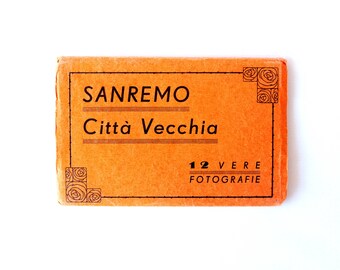 SANREMO
Città Vecchia
12 VERE
FOTOGRAFIE